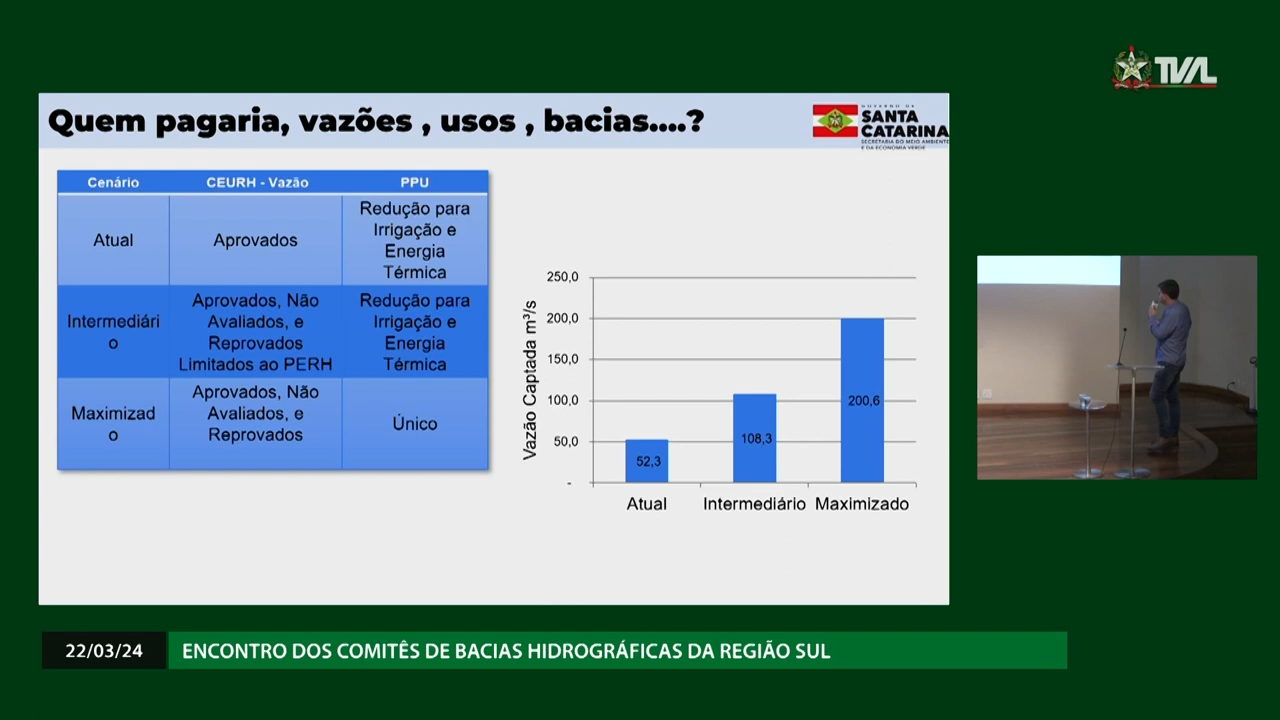 TVAL
Quem pagaria, vazões , usos , bacias....?
GOVERNO DE
SANTA
CATARINA
SECRETARIA DO MEIO AMBIENTE
E DA ECONOMIA VERDE
Cenário CEURH - Vazão PPU
Atual Aprovados Redução para
Irrigação e
Energia
Térmica
Intermediári
o
Aprovados, Não
Avaliados, e
Reprovados
Limitados ao PERH
Redução para
Irrigação e
Energia
Térmica
Maximizad
o
Aprovados, Não
Avaliados, e
Reprovados
Único
Vazão Captada m³/s
250,0
200,0
150,0
100,0
50,0
-
52,3
108,3
200,6
Atual Intermediário Maximizado
22/03/24
ENCONTRO DOS COMITÊS DE BACIAS HIDROGRÁFICAS DA REGIÃO SUL